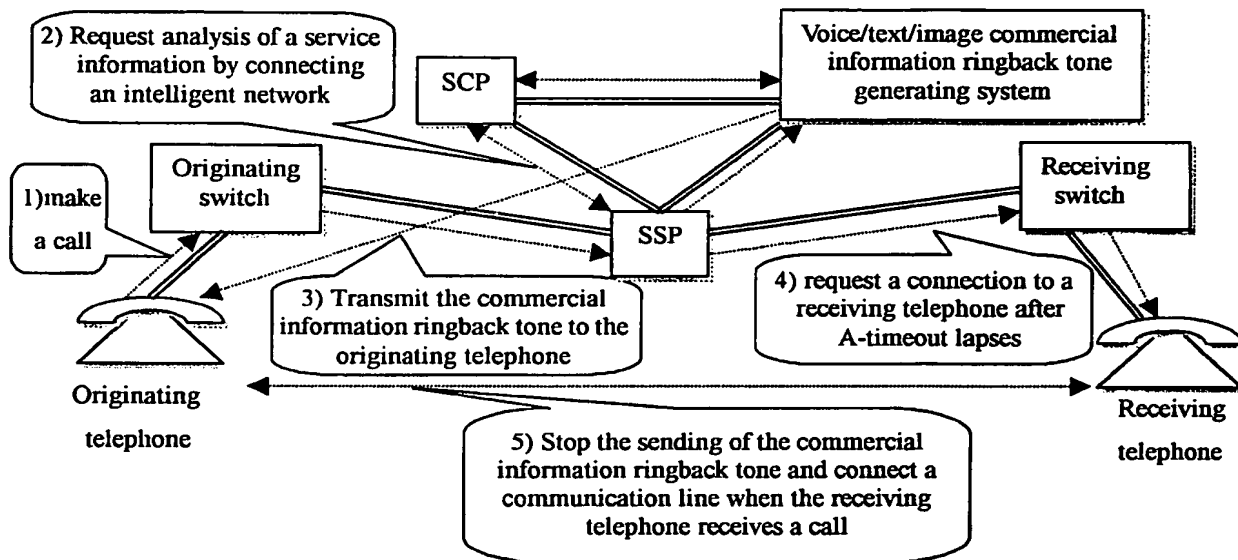 2) Request analysis of a service
information by connecting
an intelligent network
SCP
Voice/text/image commercial
information ringback tone
generating system
1)make
a call
Originating
switch
SSP
Receiving
switch
3) Transmit the commercial
information ringback tone to the
originating telephone
4) request a connection to a
receiving telephone after
A-timeout lapses
Originating
telephone
Receiving
telephone
5) Stop the sending of the commercial
information ringback tone and connect a
communication line when the receiving
telephone receives a call